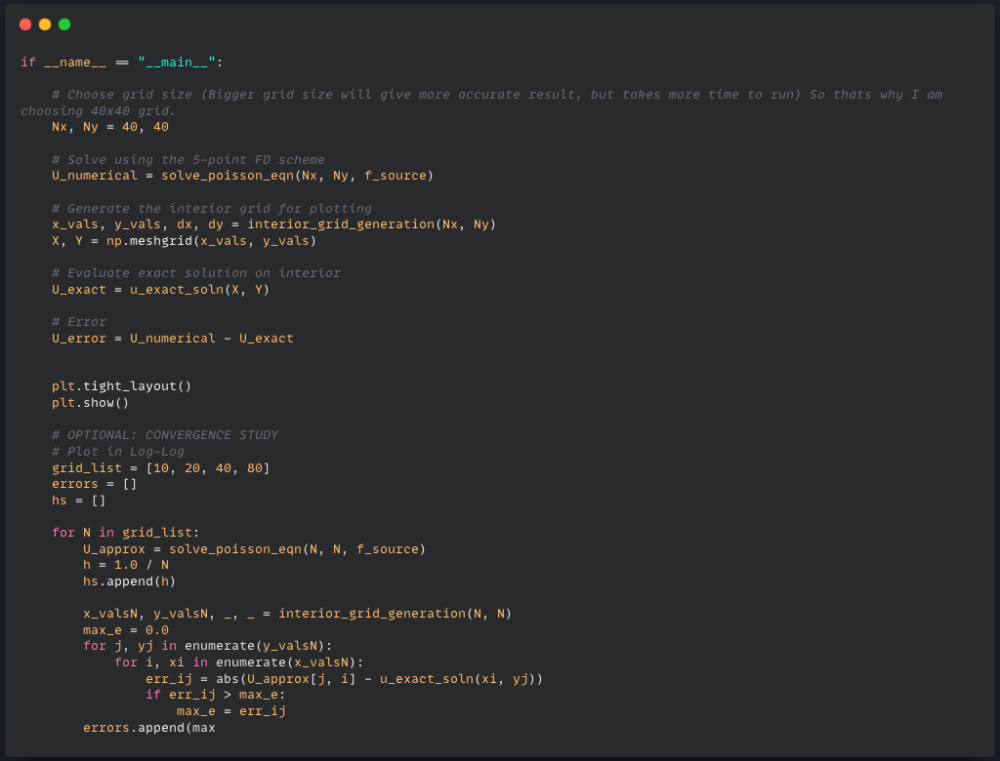 if __name__ == "__main__":

    # Choose grid size (Bigger grid size will give more accurate result, but takes more time to run) So thats why I am
choosing 40x40 grid.
    Nx, Ny = 40, 40

    # Solve using the 5-point FD scheme
    U_numerical = solve_poisson_eqn(Nx, Ny, f_source)

    # Generate the interior grid for plotting
    x_vals, y_vals, dx, dy = interior_grid_generation(Nx, Ny)
    X, Y = np.meshgrid(x_vals, y_vals)

    # Evaluate exact solution on interior
    U_exact = u_exact_soln(X, Y)

    # Error
    U_error = U_numerical - U_exact


    plt.tight_layout()
    plt.show()

    # OPTIONAL: CONVERGENCE STUDY
    # Plot in Log-Log
    grid_list = [10, 20, 40, 80]
    errors = []
    hs = []

    for N in grid_list:
        U_approx = solve_poisson_eqn(N, N, f_source)
        h = 1.0 / N
        hs.append(h)

        x_valsN, y_valsN, _, _ = interior_grid_generation(N, N)
        max_e = 0.0
        for j, yj in enumerate(y_valsN):
            for i, xi in enumerate(x_valsN):
                err_ij = abs(U_approx[j, i] - u_exact_soln(xi, yj))
                if err_ij > max_e:
                    max_e = err_ij
        errors.append(max